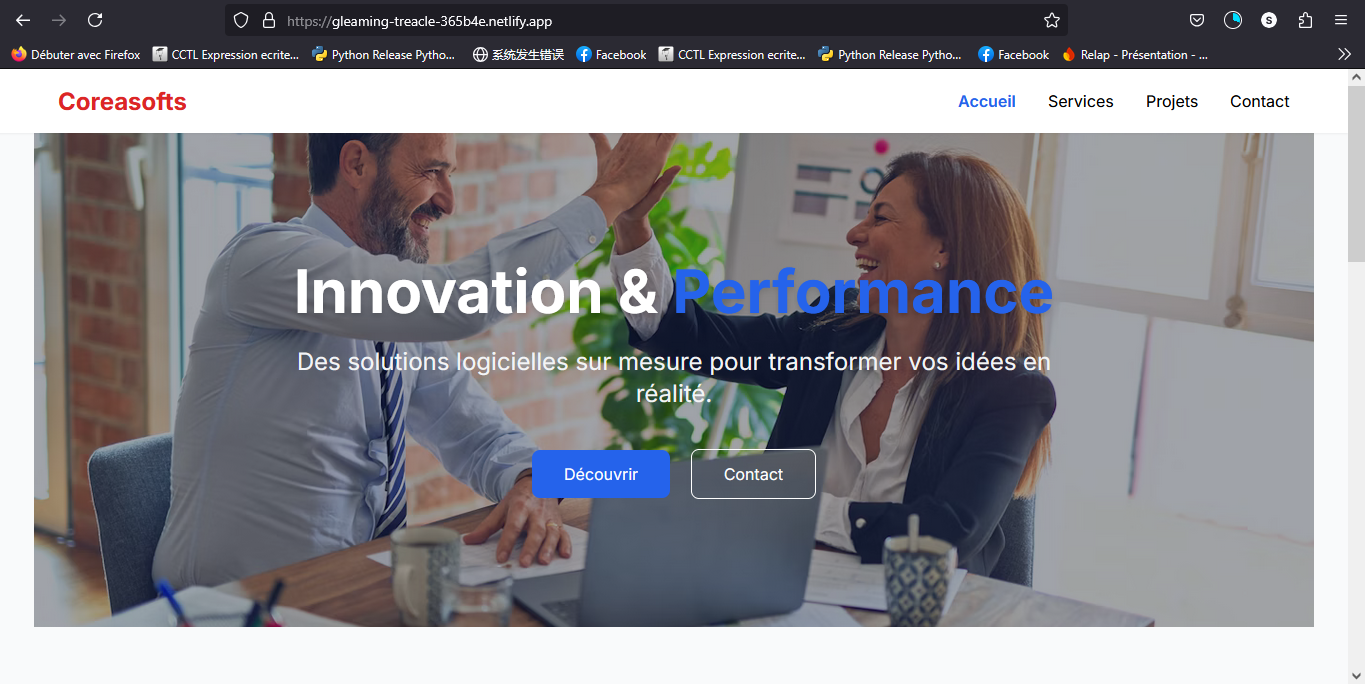 https://gleaming-treacle-365b4e.netlify.app
S
Débuter avec Firefox CCTL Expression ecrite... Python Release Pytho... 系统发生错误 Facebook CCTL Expression ecrite... Python Release Pytho... Facebook Relap - Présentation - ...
Coreasofts Accueil Services Projets Contact
Innovation & Performance
Des solutions logicielles sur mesure pour transformer vos idées en
réalité.
Découvrir Contact